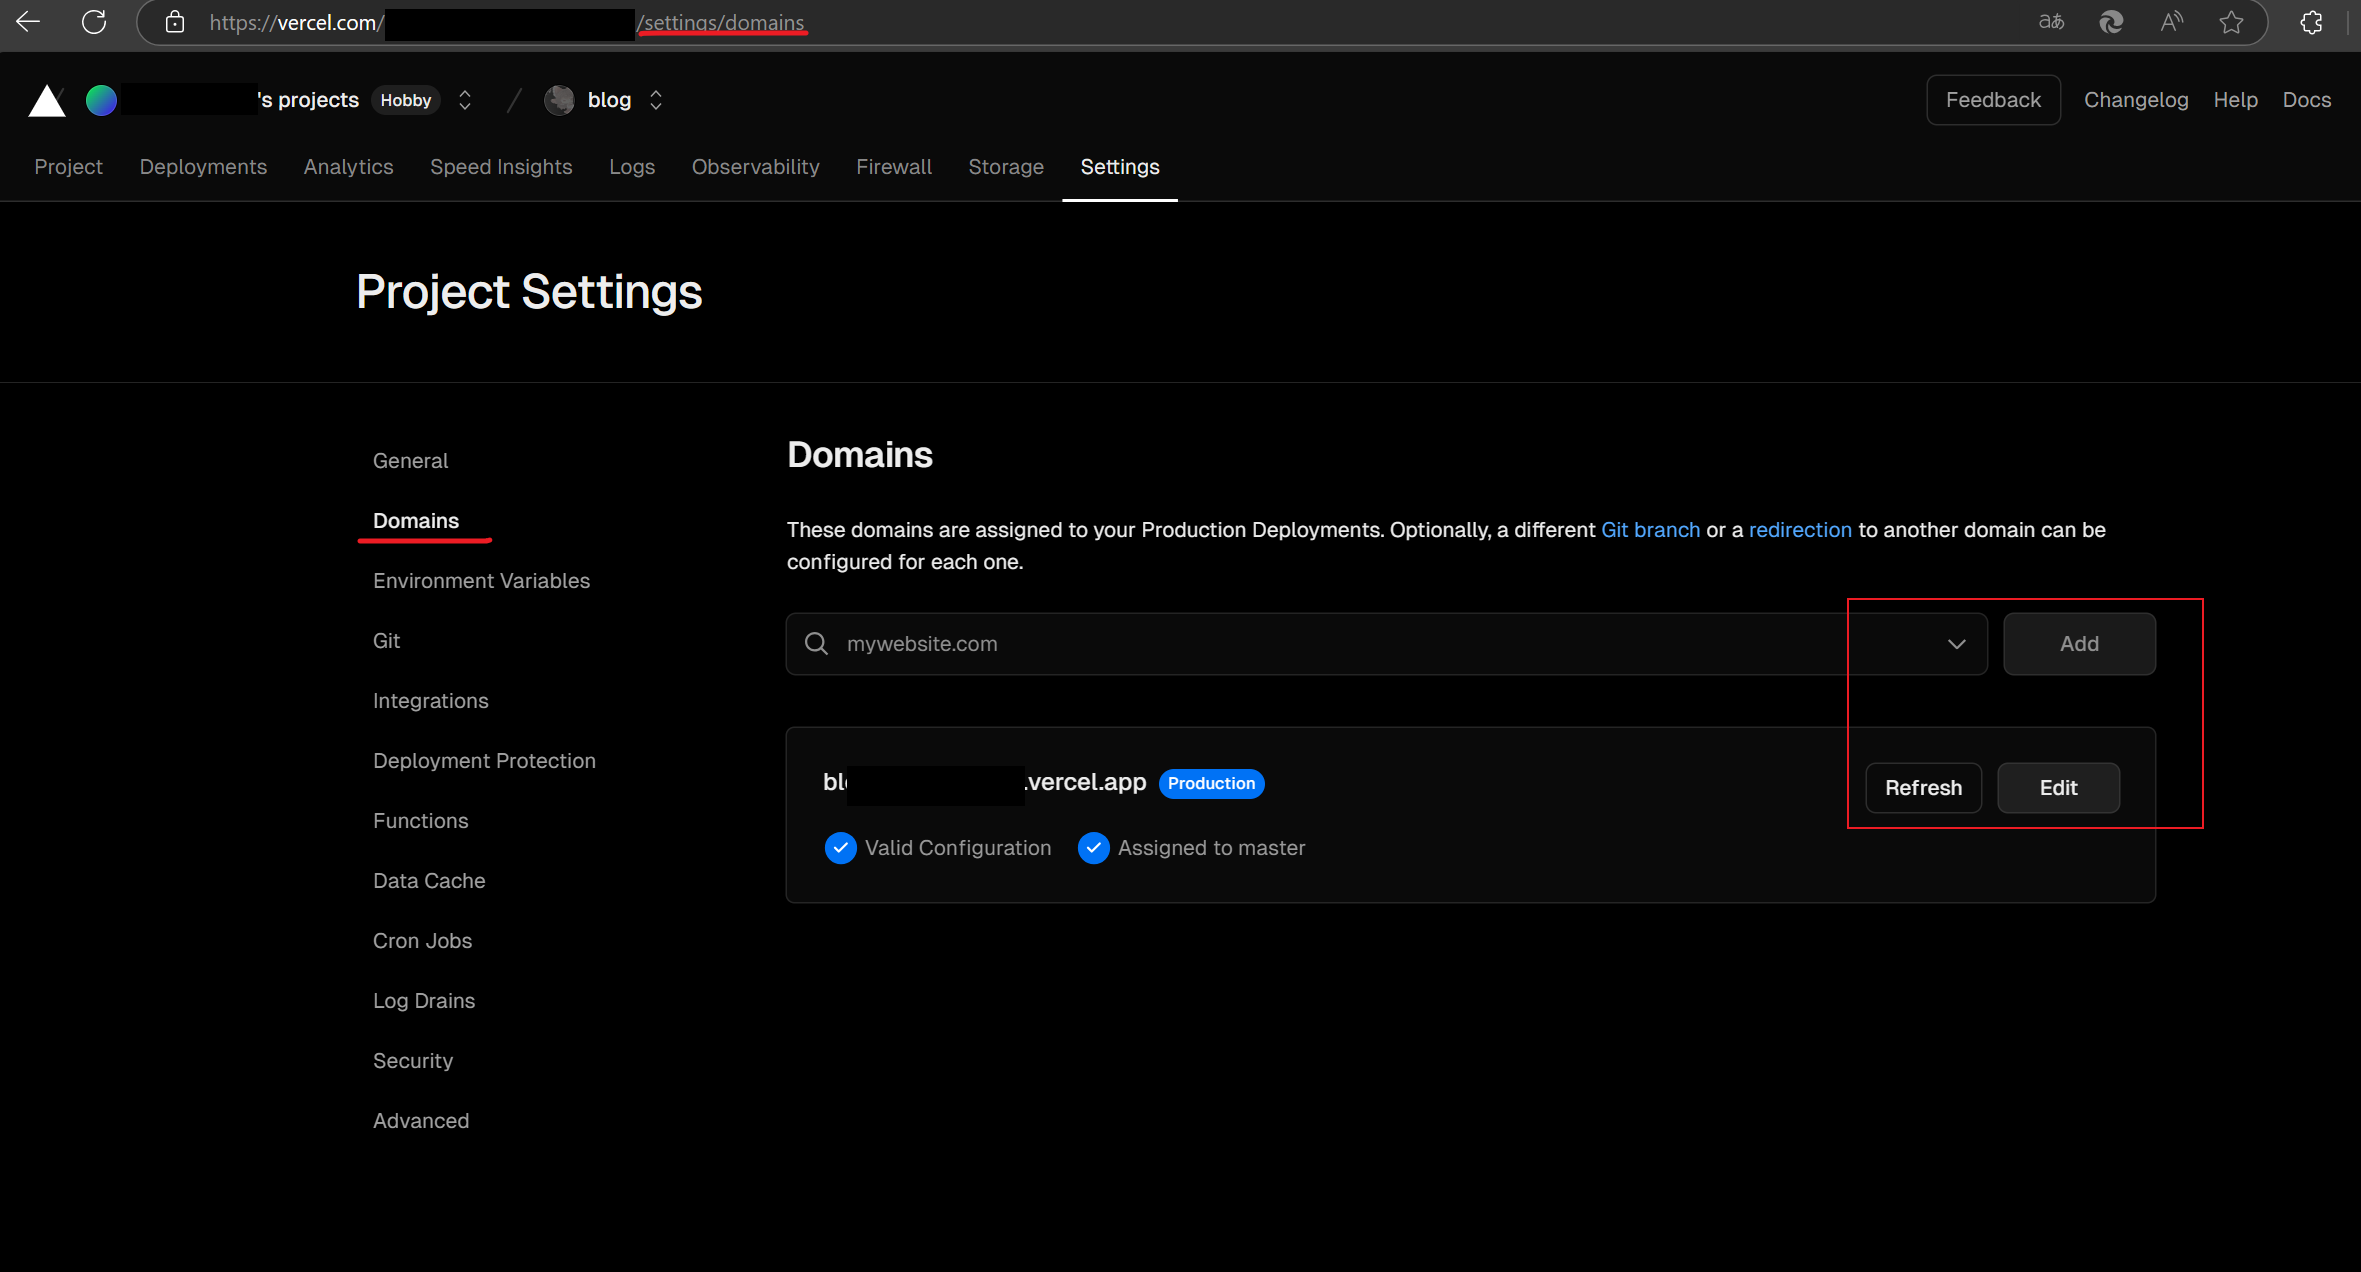 https://vercel.com/ /settings/domains
's projects Hobby / blog
Feedback Changelog Help Docs
Project Deployments Analytics Speed Insights Logs Observability Firewall Storage Settings
Project Settings
General
Domains
Environment Variables
Git
Integrations
Deployment Protection
Functions
Data Cache
Cron Jobs
Log Drains
Security
Advanced
Domains
These domains are assigned to your Production Deployments. Optionally, a different Git branch or a redirection to another domain can be
configured for each one.
mywebsite.com
Add
.vercel.app Production
Refresh Edit
Valid Configuration Assigned to master